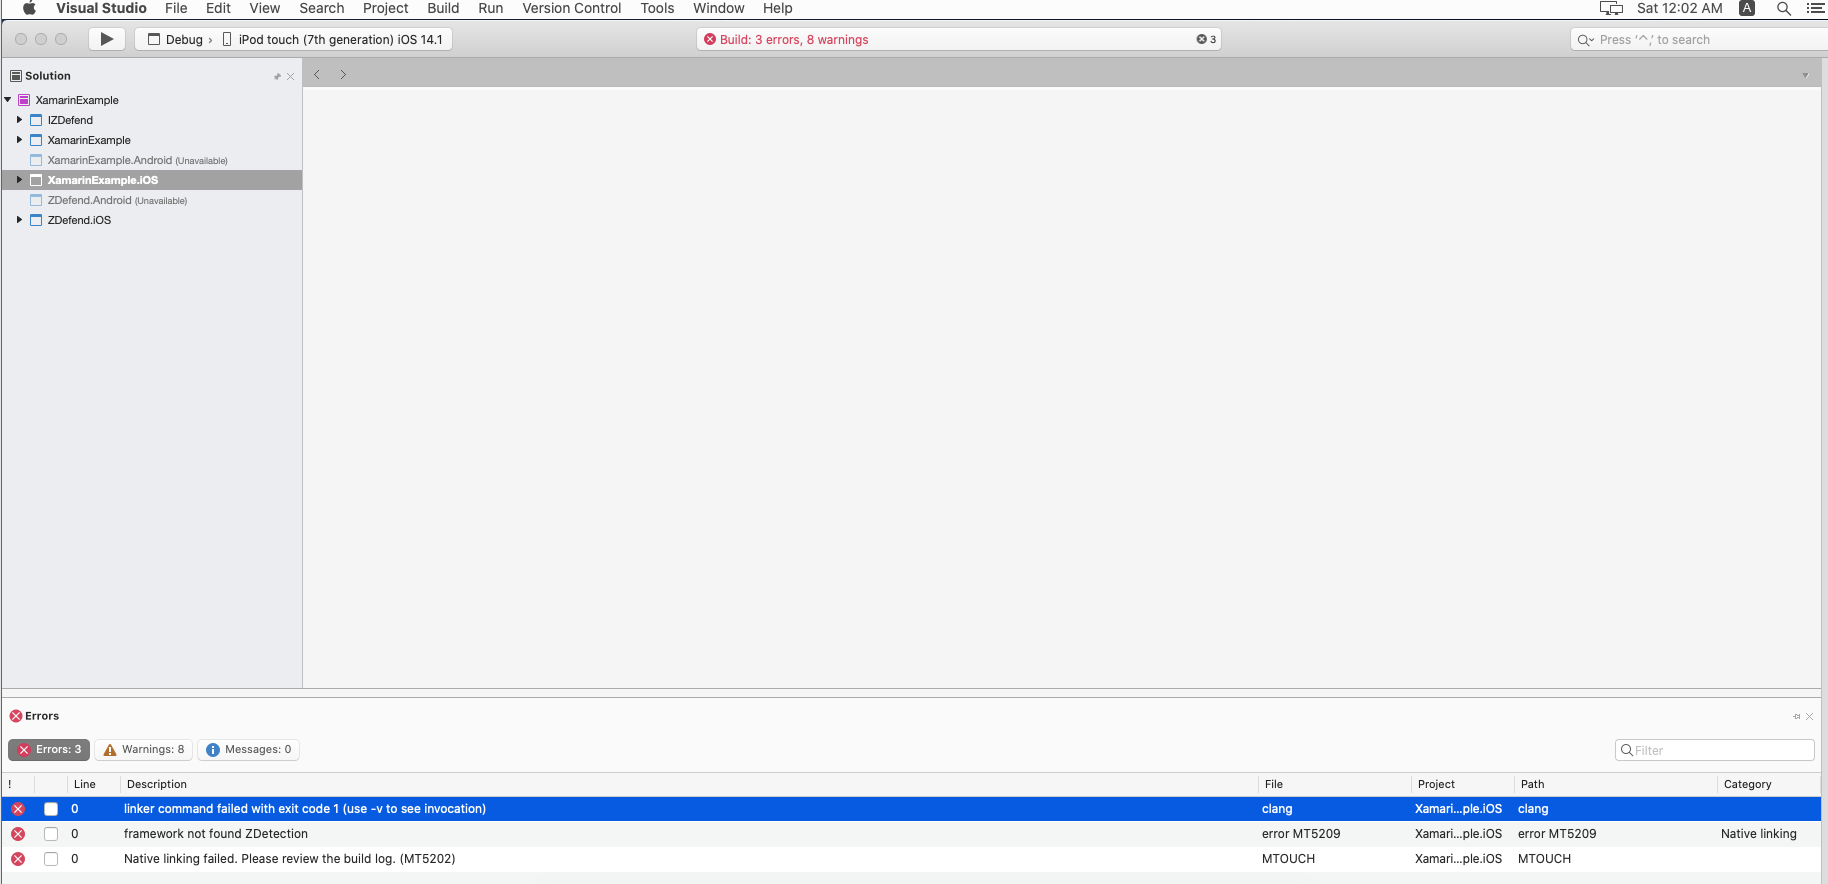 Visual Studio File Edit View Search Project Build Run Version Control Tools Window Help Sat 12:02 AM A
Debug › iPod touch (7th generation) iOS 14.1 Build: 3 errors, 8 warnings 3 Press ‘^,’ to search
Solution
XamarinExample
IZDefend
XamarinExample
XamarinExample.Android (Unavailable)
XamarinExample.iOS
ZDefend.Android (Unavailable)
ZDefend.iOS
Errors
Errors: 3 Warnings: 8 Messages: 0 Filter
! Line Description File Project Path Category
0 linker command failed with exit code 1 (use -v to see invocation) clang Xamari...ple.iOS clang
0 framework not found ZDetection error MT5209 Xamari...ple.iOS error MT5209 Native linking
0 Native linking failed. Please review the build log. (MT5202) MTOUCH Xamari...ple.iOS MTOUCH